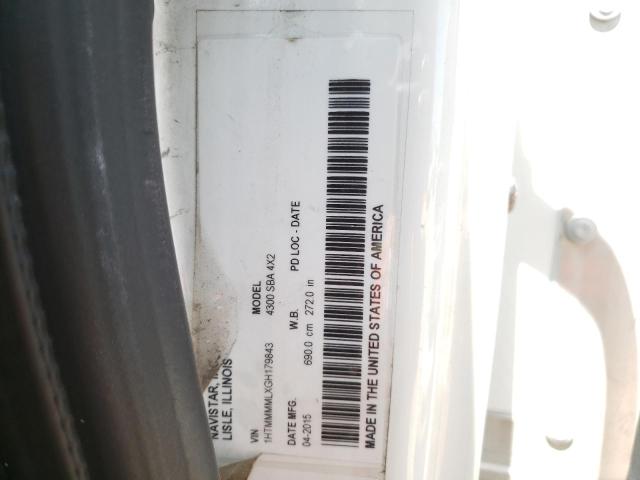 NAVISTAR,
LISLE, ILLINOIS
VIN
1HTMMMMLXGH179843
MODEL
4300 SBA 4X2
DATE MFG.
04-2015
W.B.
690.0 cm 272.0 in
PD LOC - DATE
MADE IN THE UNITED STATES OF AMERICA